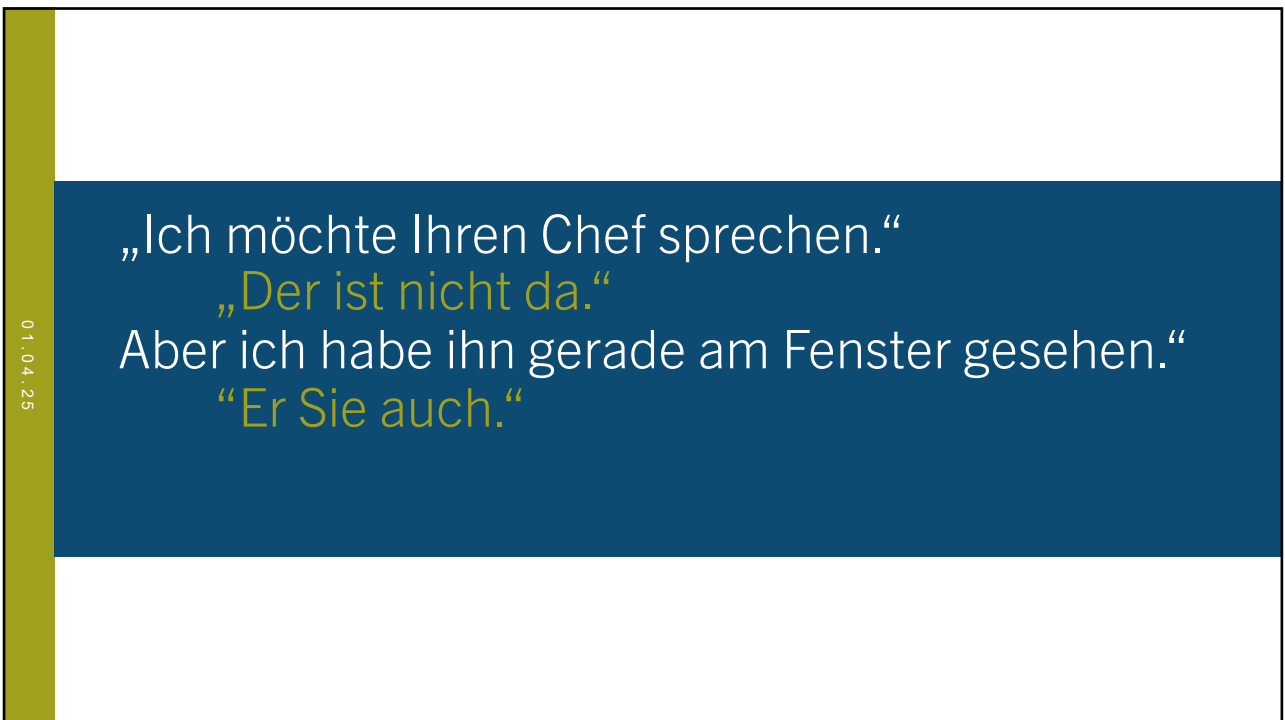 01.04.25
„Ich möchte Ihren Chef sprechen.“
„Der ist nicht da.“
Aber ich habe ihn gerade am Fenster gesehen.“
“Er Sie auch.“